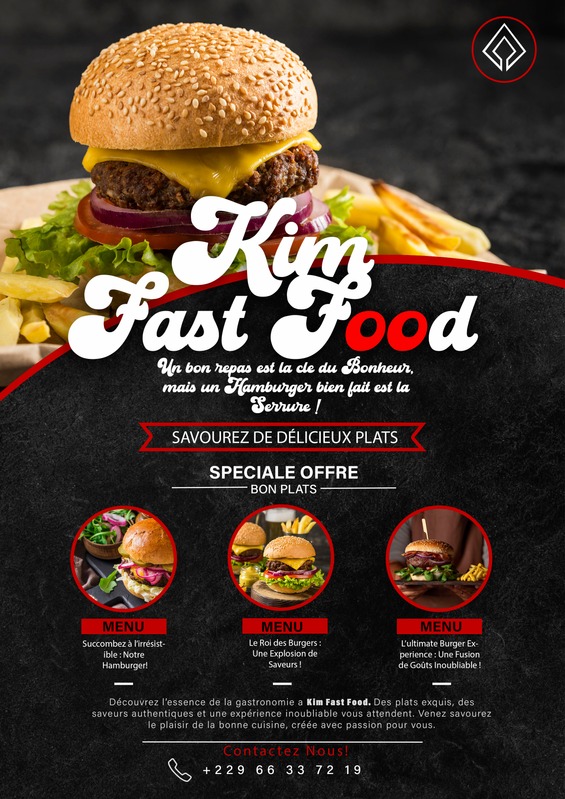 Kim
Fast Food
Un bon repas est la cle du Bonheur,
mais un Hamburger bien fait est la
Serrure !
SAVOUREZ DE DÉLICIEUX PLATS
SPECIALE OFFRE
BON PLATS
MENU
Succombez à l'irrésist-
ible : Notre
Hamburger!
MENU
Le Roi des Burgers :
Une Explosion de
Saveurs !
MENU
L'ultimate Burger Ex-
perience : Une Fusion
de Goûts Inoubliable !
Découvrez l'essence de la gastronomie a Kim Fast Food. Des plats exquis, des
saveurs authentiques et une expérience inoubliable vous attendent. Venez savourez
le plaisir de la bonne cuisine, créée avec passion pour vous.
Contactez Nous!
+229 66 33 72 19